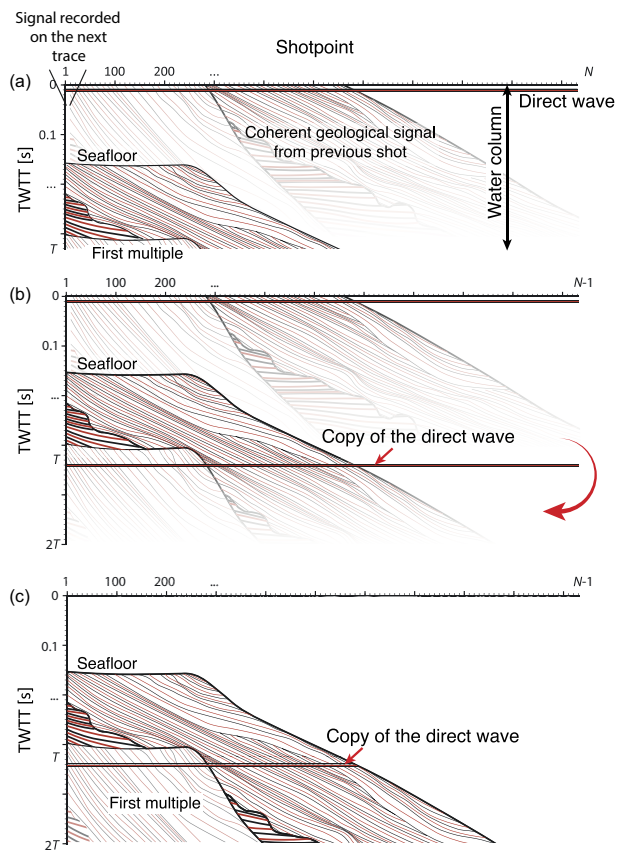 Signal recorded
on the next
trace
Shotpoint
(a)
1 100 200 ... N
0
Direct wave
0.1
Coherent geological signal
from previous shot
Water column
Seafloor
TWTT [s]
...
T
First multiple
(b)
1 100 200 ... N-1
0
0.1
Seafloor
TWTT [s]
...
Copy of the direct wave
T
2T
(c)
1 100 200 ... N-1
0
0.1
Seafloor
TWTT [s]
...
Copy of the direct wave
T
First multiple
2T